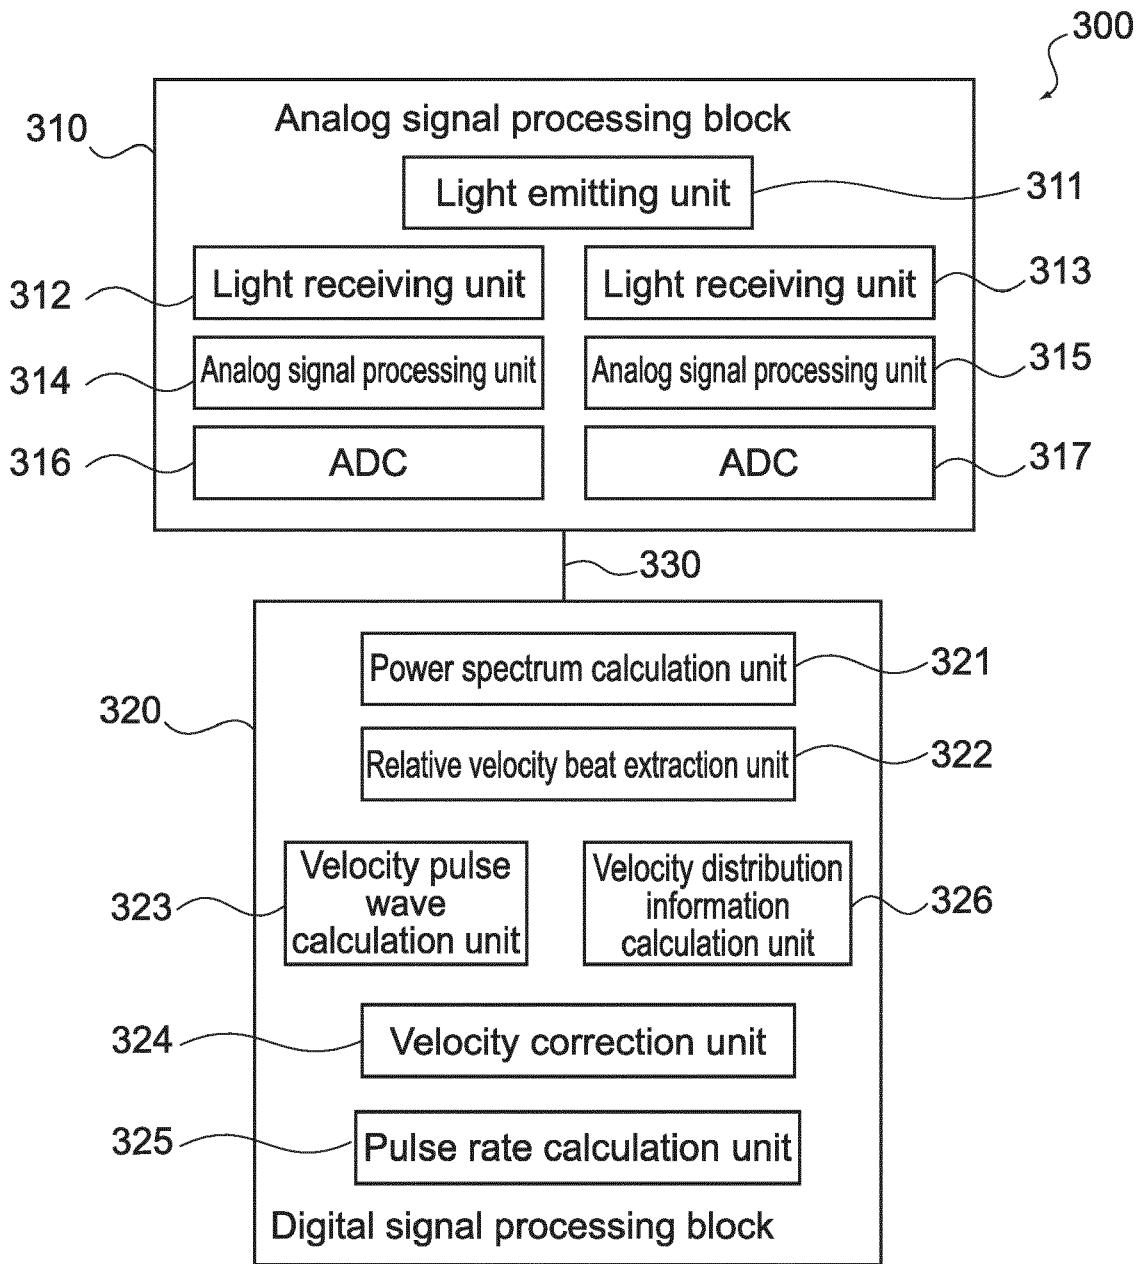 300
310
Analog signal processing block
Light emitting unit
311
312
Light receiving unit
Light receiving unit
313
314
Analog signal processing unit
Analog signal processing unit
315
316
ADC
ADC
317
330
320
Power spectrum calculation unit
321
Relative velocity beat extraction unit
322
323
Velocity pulse
wave
calculation unit
Velocity distribution
information
calculation unit
326
324
Velocity correction unit
325
Pulse rate calculation unit
Digital signal processing block